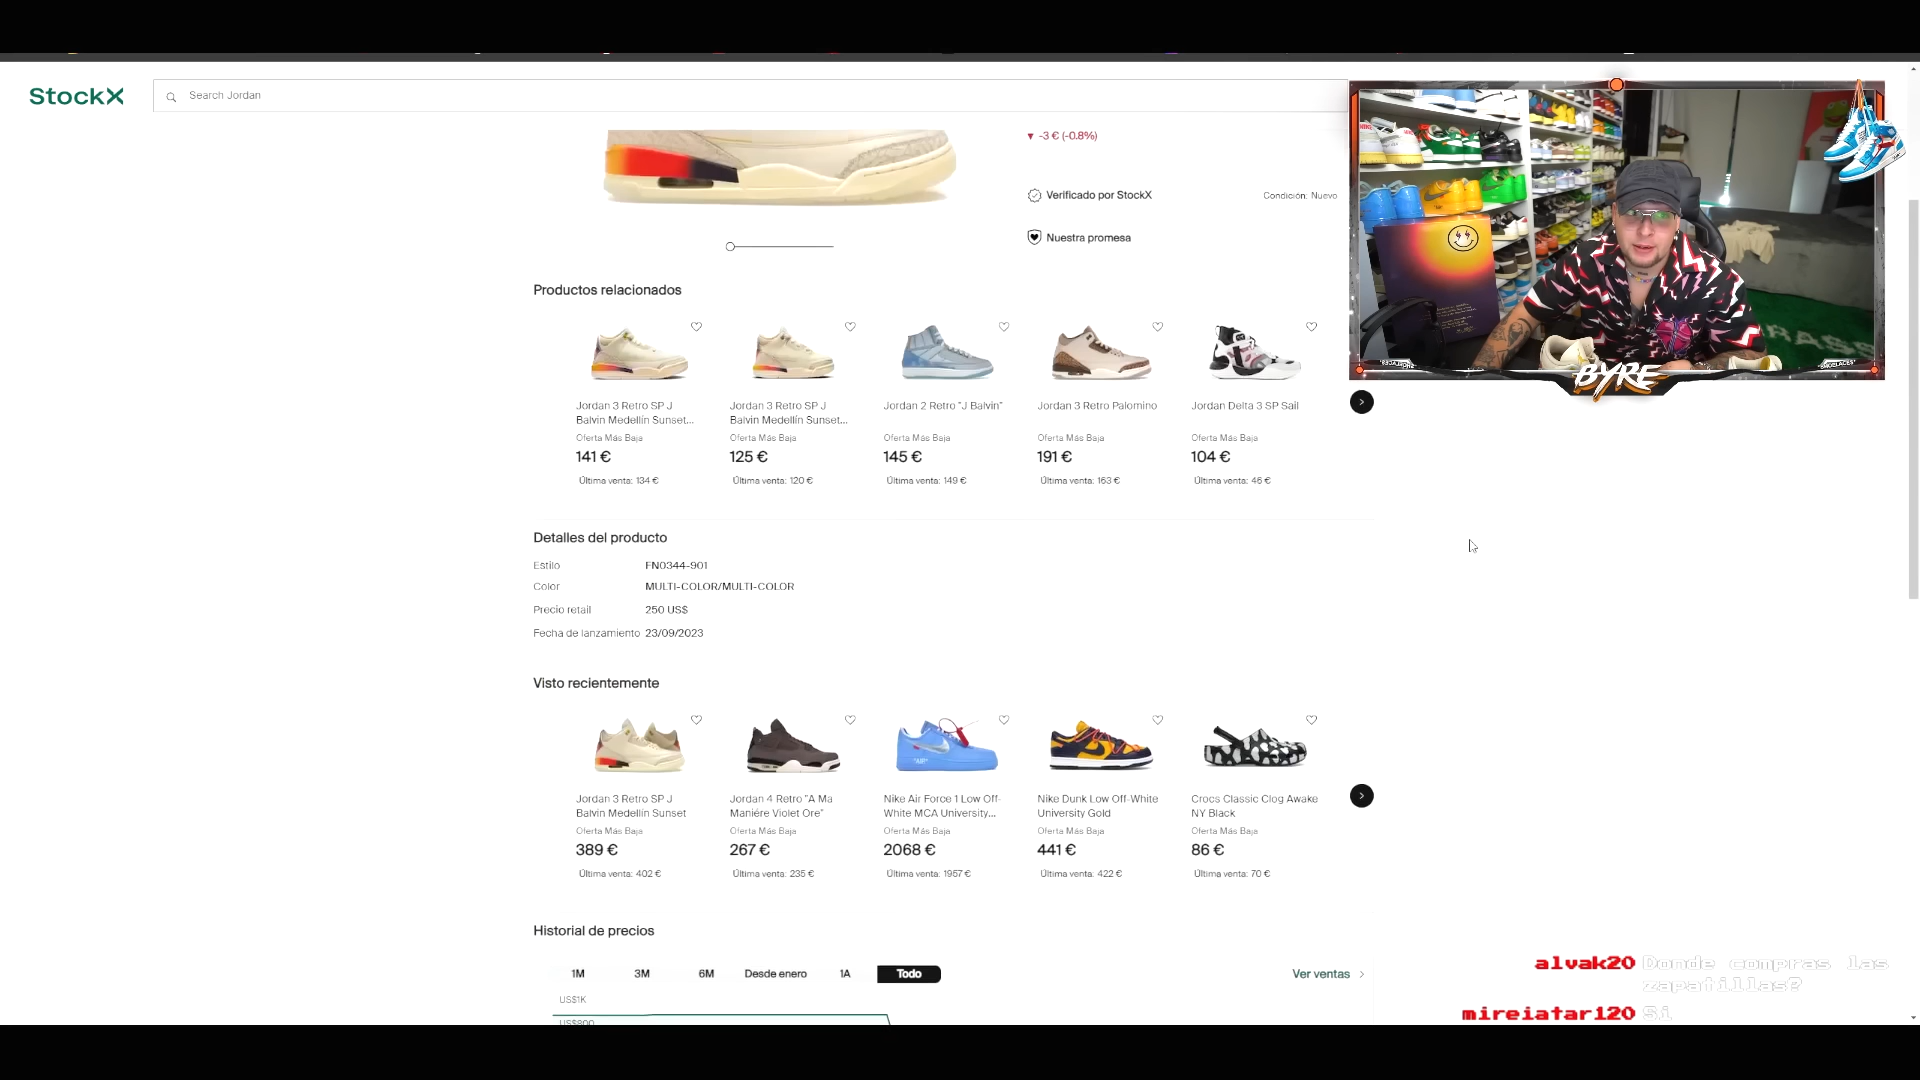 StockX
Search Jordan
▼ -3 € (-0.8%)
Verificado por StockX
Condición: Nuevo
Nuestra promesa
Productos relacionados
Jordan 3 Retro SP J
Balvin Medellín Sunset...
Oferta Más Baja
141 €
Última venta: 134 €
Jordan 3 Retro SP J
Balvin Medellín Sunset...
Oferta Más Baja
125 €
Última venta: 120 €
Jordan 2 Retro "J Balvin"
Oferta Más Baja
145 €
Última venta: 149 €
Jordan 3 Retro Palomino
Oferta Más Baja
191 €
Última venta: 163 €
Jordan Delta 3 SP Sail
Oferta Más Baja
104 €
Última venta: 46 €
BYRE
Detalles del producto
Estilo FN0344-901
Color MULTI-COLOR/MULTI-COLOR
Precio retail 250 US$
Fecha de lanzamiento 23/09/2023
Visto recientemente
Jordan 3 Retro SP J
Balvin Medellín Sunset
Oferta Más Baja
389 €
Última venta: 402 €
Jordan 4 Retro "A Ma
Maniére Violet Ore"
Oferta Más Baja
267 €
Última venta: 235 €
Nike Air Force 1 Low Off-
White MCA University...
Oferta Más Baja
2068 €
Última venta: 1957 €
Nike Dunk Low Off-White
University Gold
Oferta Más Baja
441 €
Última venta: 422 €
Crocs Classic Clog Awake
NY Black
Oferta Más Baja
86 €
Última venta: 70 €
Historial de precios
1M 3M 6M Desde enero 1A Todo
Ver ventas
US$1K
US$800
alvak20 Donde compras las
zapatillas?
mireiatar120 Si